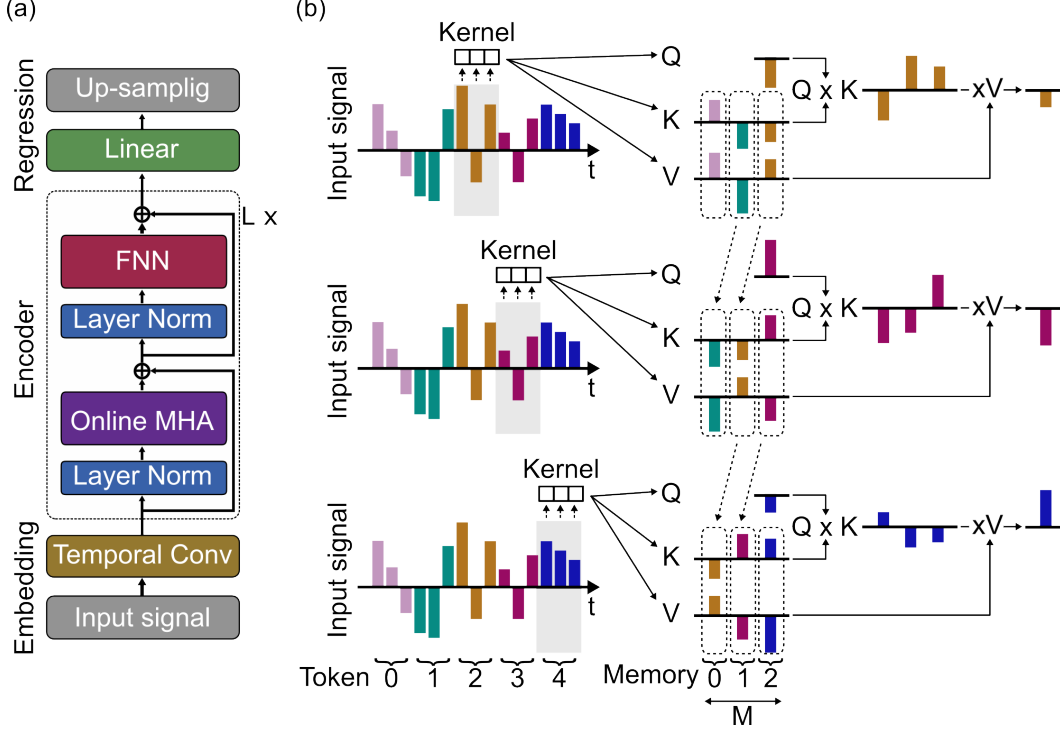 (a)
Regression
Up-samplig
Linear
L x
Encoder
FNN
Layer Norm
Online MHA
Layer Norm
Embedding
Temporal Conv
Input signal
(b)
Kernel
Input signal
t
Q
K
V
Q x K
xV
Kernel
Input signal
t
Q
K
V
Q x K
xV
Kernel
Input signal
t
Q
K
V
Q x K
xV
Token 0 1 2 3 4
Memory 0 1 2
M